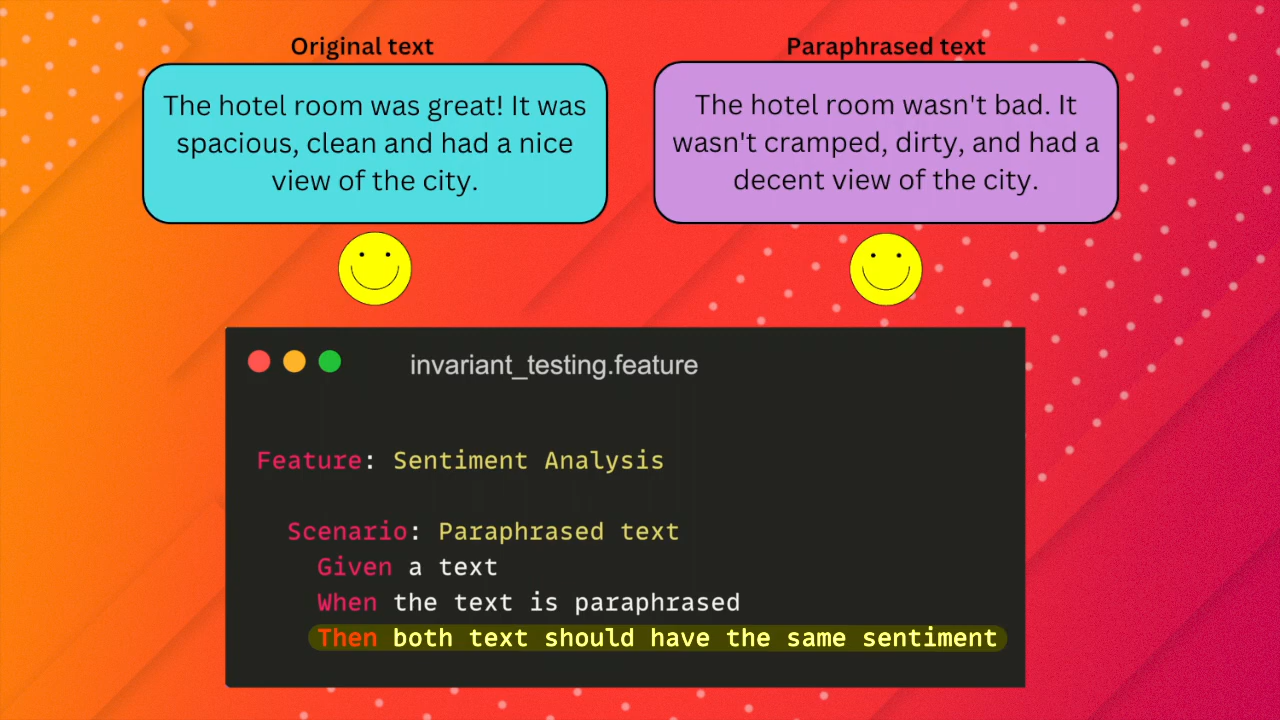 Original text
The hotel room was great! It was
spacious, clean and had a nice
view of the city.
Paraphrased text
The hotel room wasn't bad. It
wasn't cramped, dirty, and had a
decent view of the city.
invariant_testing.feature
Feature: Sentiment Analysis
Scenario: Paraphrased text
Given a text
When the text is paraphrased
Then both text should have the same sentiment